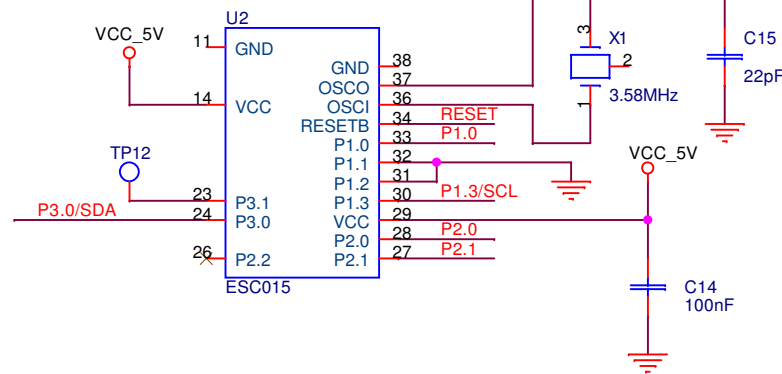 U2
VCC_5V
11
GND
GND
38
OSCO
37
14
VCC
OSCI
36
RESETB
34
RESET
P1.0
33
P1.0
TP12
P1.1
32
P1.2
31
23
P3.1
P1.3
30
P1.3/SCL
P3.0/SDA
24
P3.0
VCC
29
P2.0
28
P2.0
26
P2.2
P2.1
27
P2.1
ESC015
3
X1
2
3.58MHz
1
C15
22pF
VCC_5V
C14
100nF